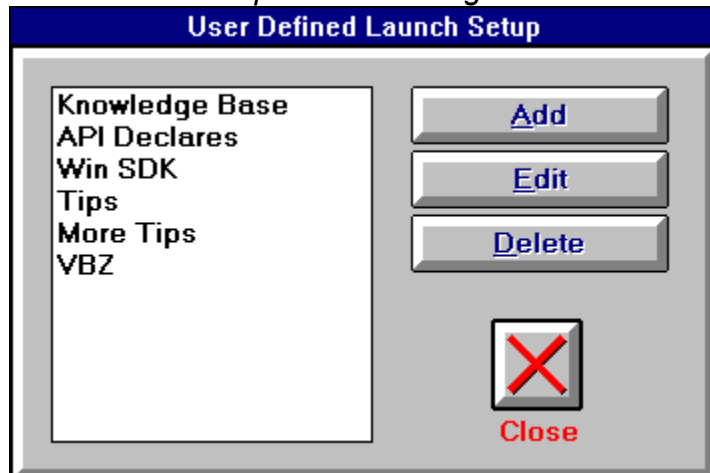 User Defined Launch Setup
Knowledge Base
API Declares
Win SDK
Tips
More Tips
VBZ
Add
Edit
Delete
Close